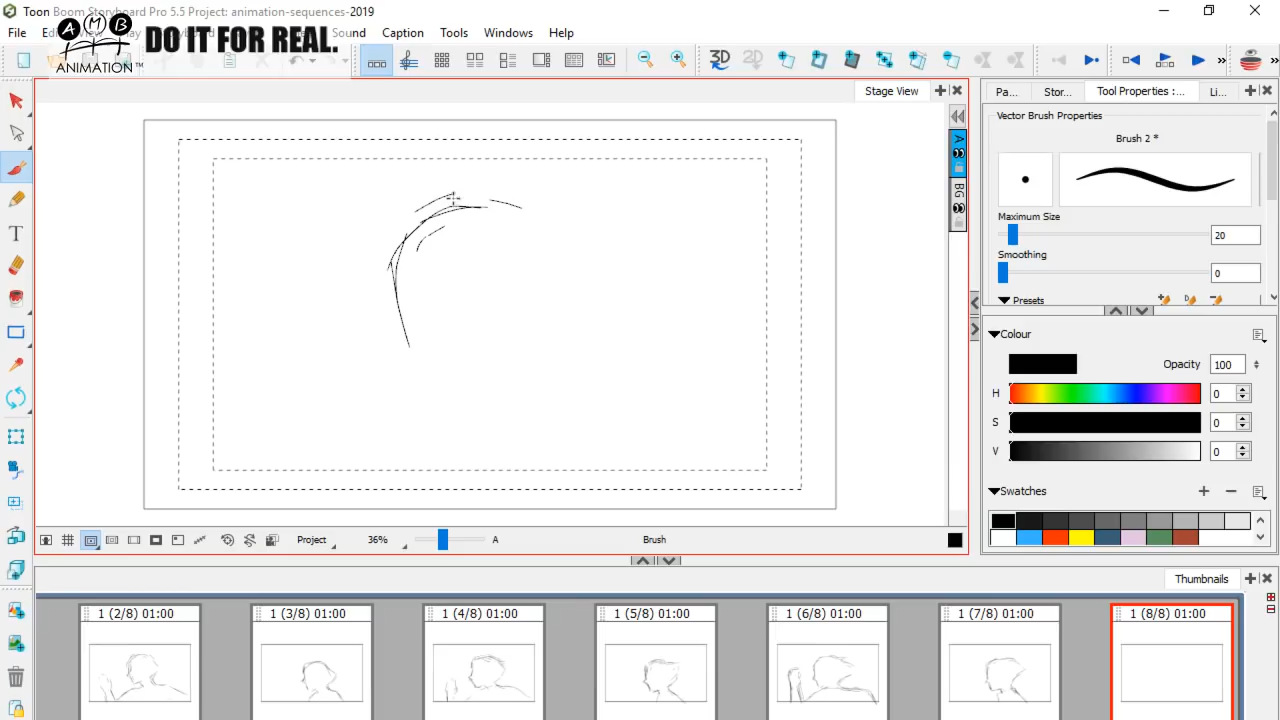 Toon Boom Storyboard Pro 5.5 Project: animation-sequences-2019
File
Sound Caption Tools Windows Help
AMB
ANIMATION™
DO IT FOR REAL.
3D
2D
Stage View
Pa... Stor... Tool Properties :... Li...
A
BG
Vector Brush Properties
Brush 2 *
Maximum Size
20
Smoothing
0
Presets
Colour
Opacity 100
H 0
S 0
V 0
Swatches
T
Project 36% A Brush
Thumbnails
1 (2/8) 01:00 1 (3/8) 01:00 1 (4/8) 01:00 1 (5/8) 01:00 1 (6/8) 01:00 1 (7/8) 01:00 1 (8/8) 01:00